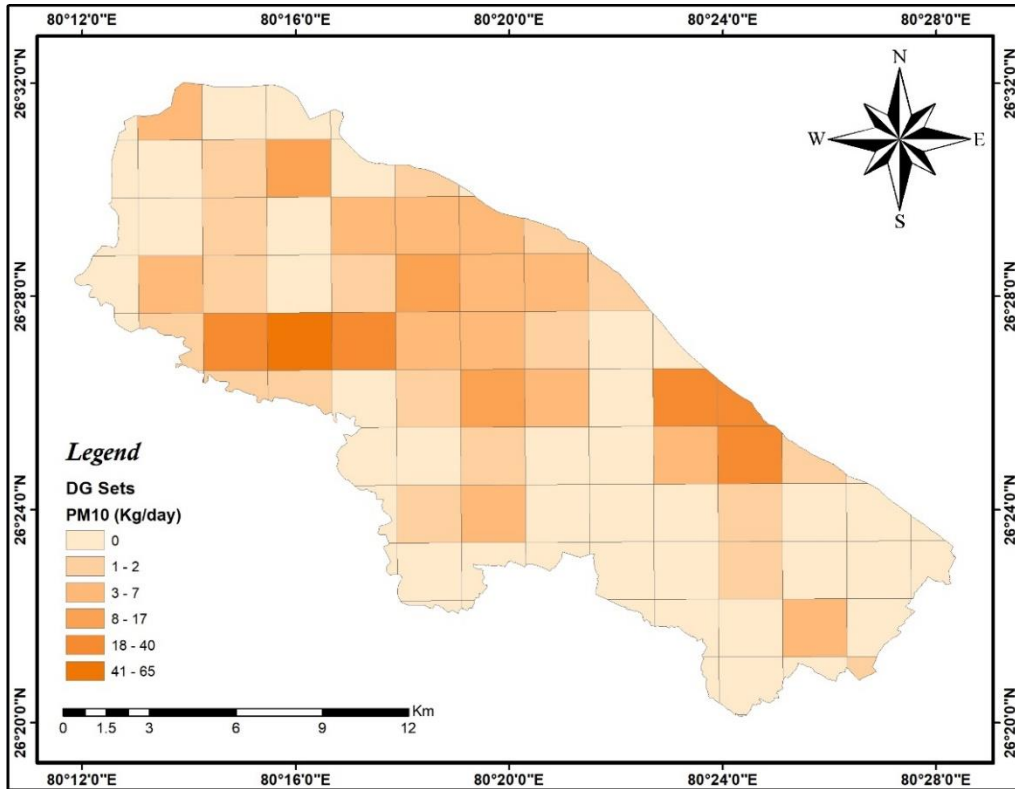 80°12'0"E 80°16'0"E 80°20'0"E 80°24'0"E 80°28'0"E
26°32'0"N 26°32'0"N
N
W E
S
26°28'0"N 26°28'0"N
Legend
DG Sets
PM10 (Kg/day)
0
1 - 2
3 - 7
8 - 17
18 - 40
41 - 65
26°24'0"N 26°24'0"N
Km
0 1.5 3 6 9 12
26°20'0"N 26°20'0"N
80°12'0"E 80°16'0"E 80°20'0"E 80°24'0"E 80°28'0"E